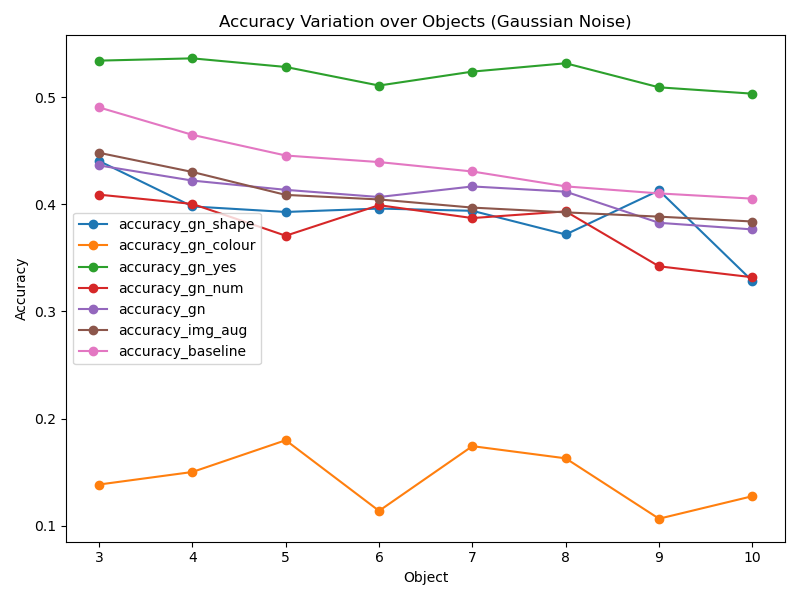 Accuracy Variation over Objects (Gaussian Noise)
Accuracy
0.5
0.4
0.3
0.2
0.1
accuracy_gn_shape
accuracy_gn_colour
accuracy_gn_yes
accuracy_gn_num
accuracy_gn
accuracy_img_aug
accuracy_baseline
3 4 5 6 7 8 9 10
Object